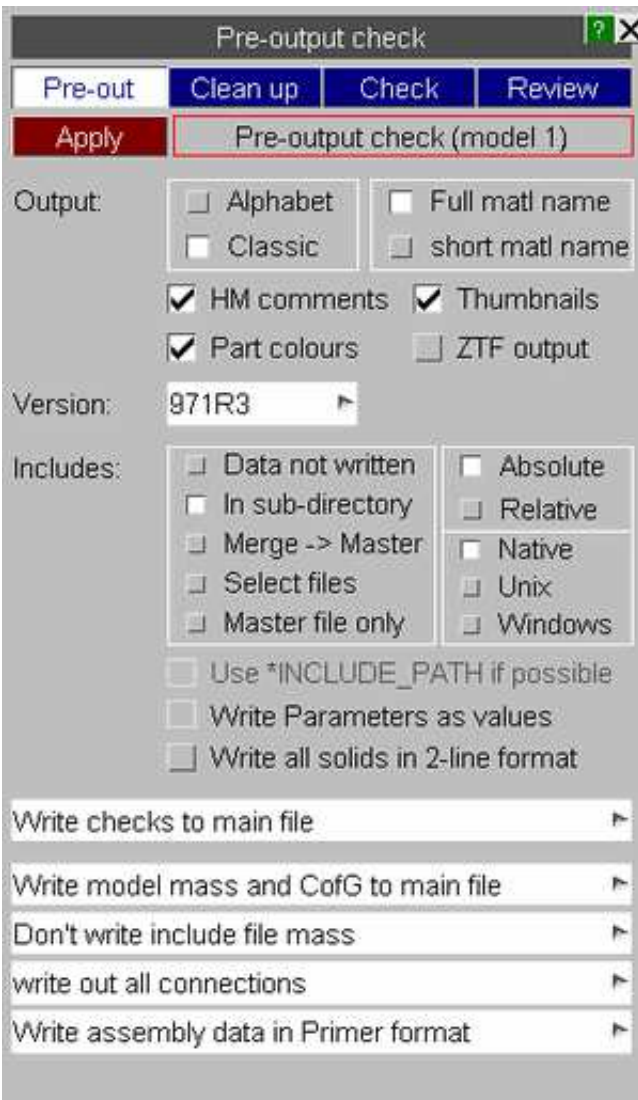 Pre-output check ? X
Pre-out Clean up Check Review
Apply Pre-output check (model 1)
Output: Alphabet Full matl name
Classic short matl name
HM comments Thumbnails
Part colours ZTF output
Version: 971R3
Includes: Data not written Absolute
In sub-directory Relative
Merge -> Master Native
Select files Unix
Master file only Windows
Use *INCLUDE_PATH if possible
Write Parameters as values
Write all solids in 2-line format
Write checks to main file
Write model mass and CofG to main file
Don't write include file mass
write out all connections
Write assembly data in Primer format